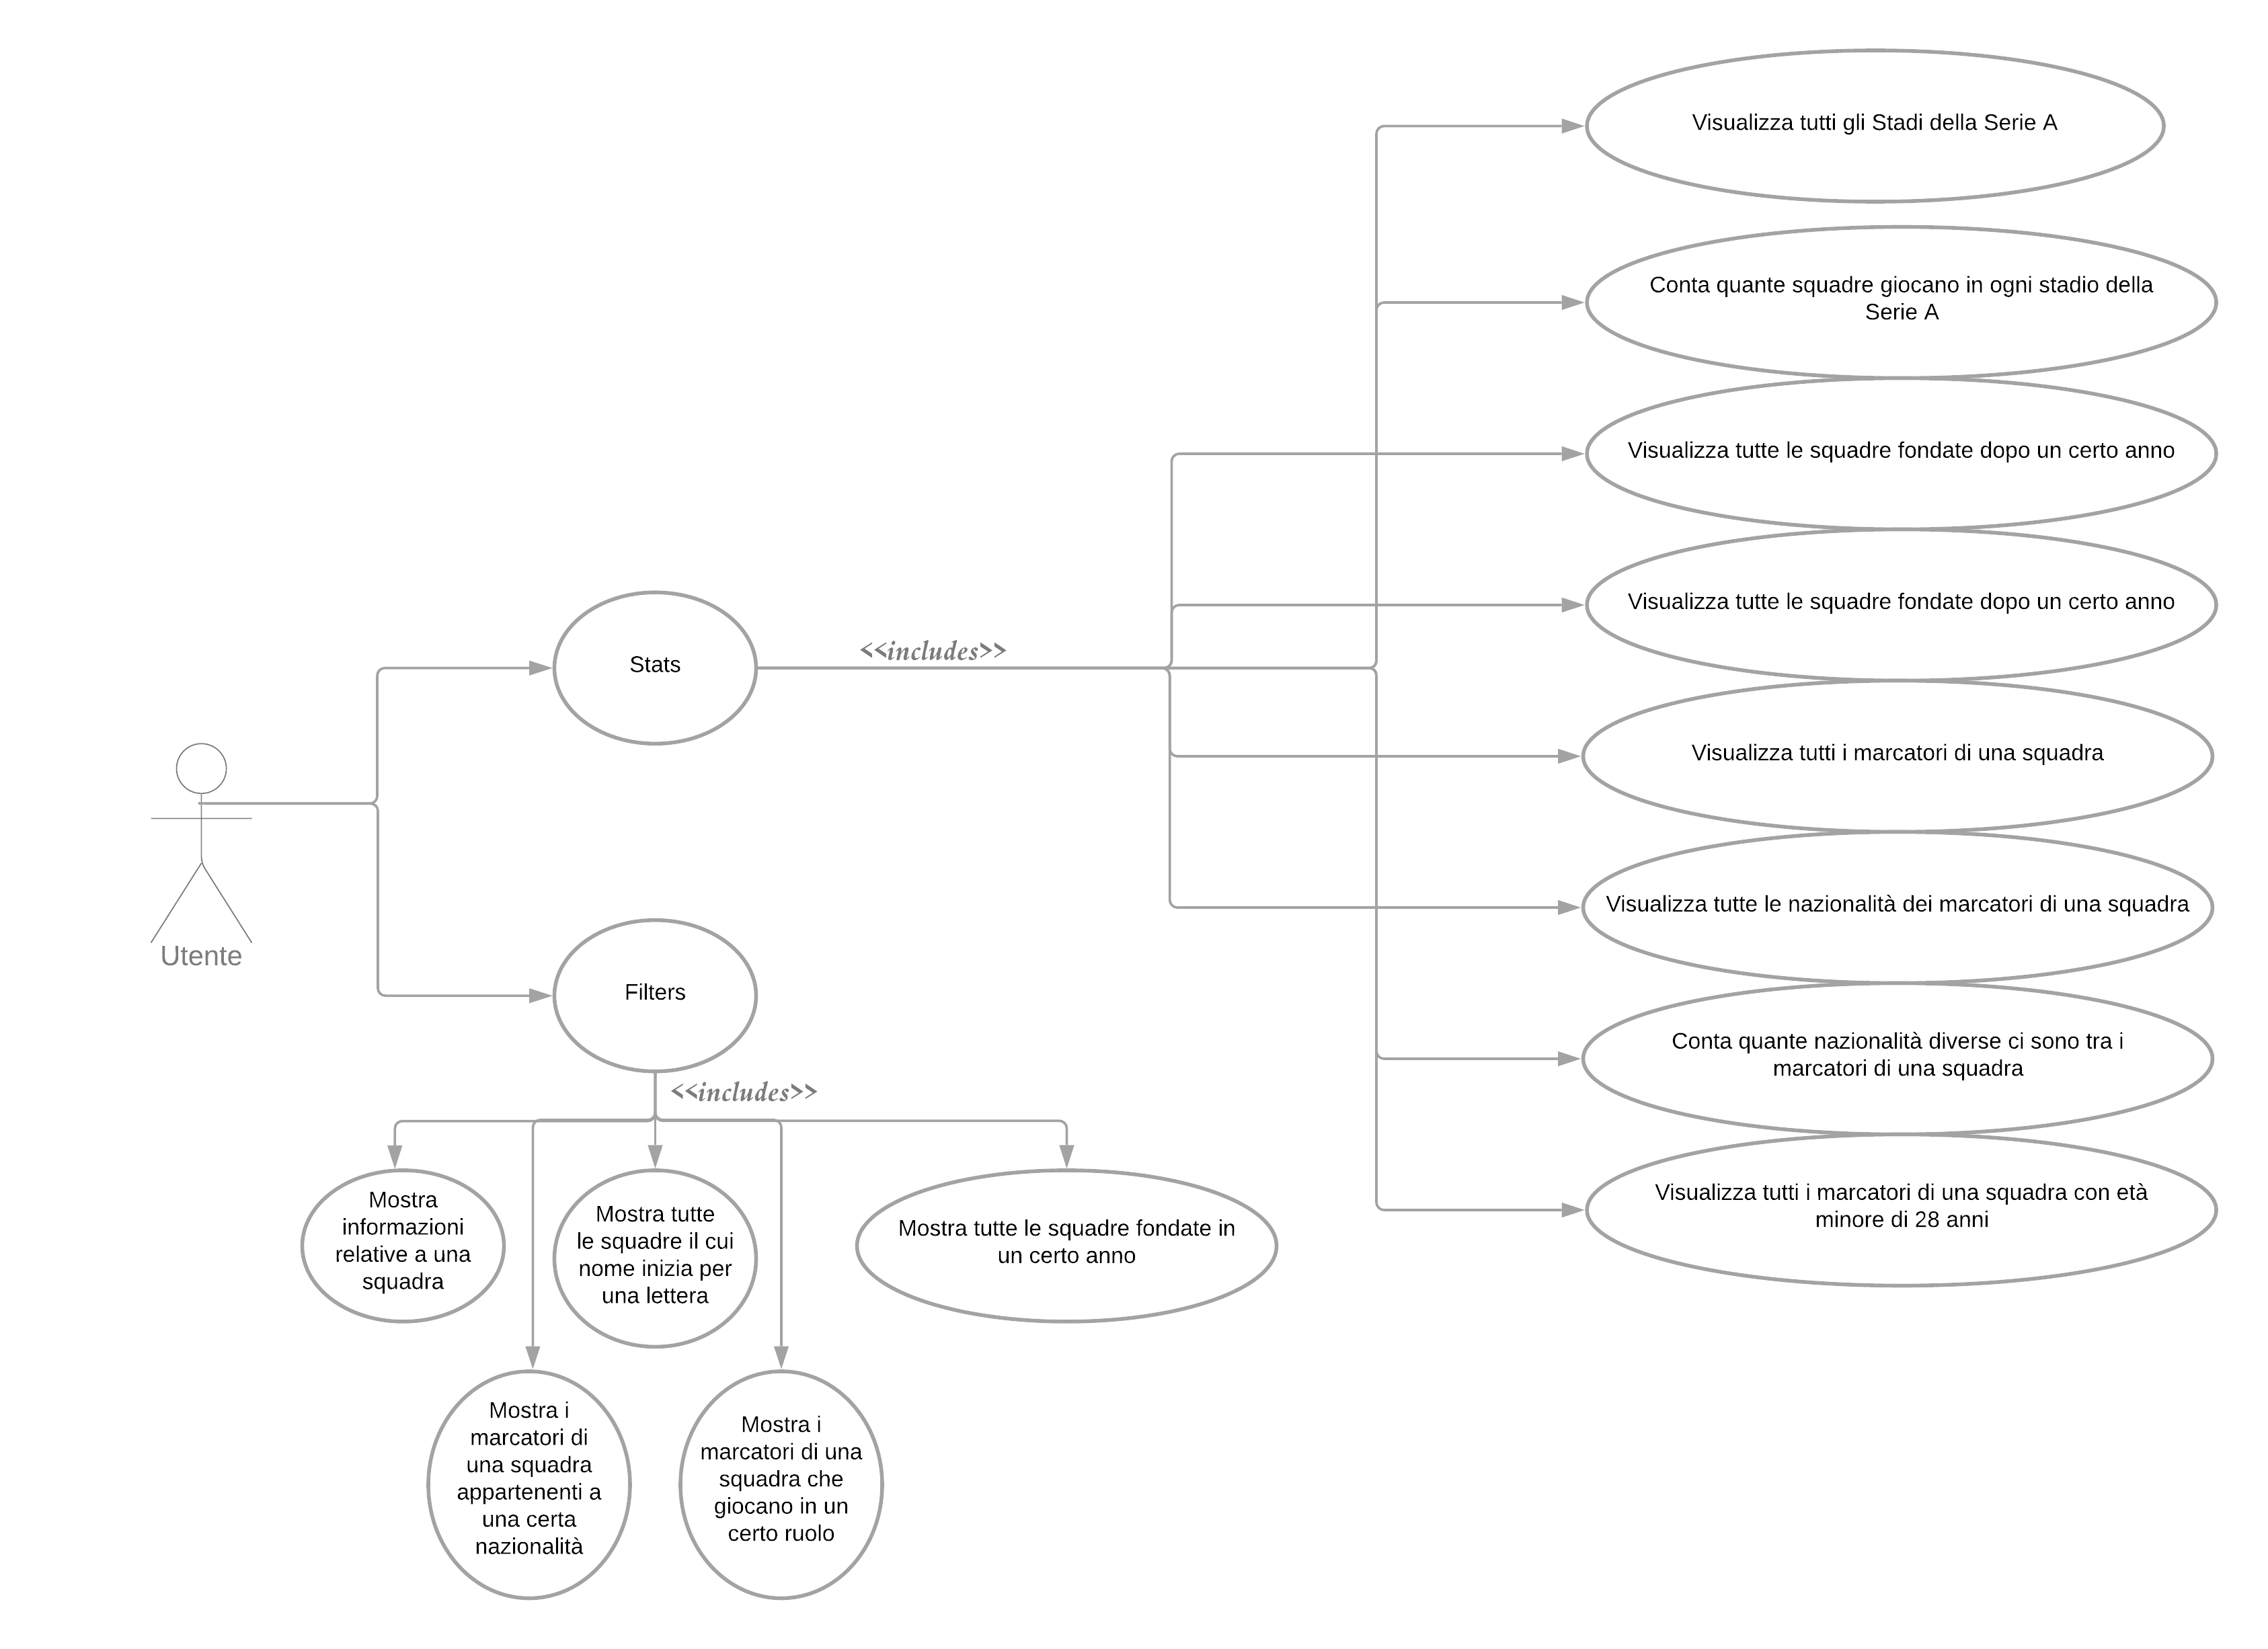 Visualizza tutti gli Stadi della Serie A
Conta quante squadre giocano in ogni stadio della
Serie A
Visualizza tutte le squadre fondate dopo un certo anno
Visualizza tutte le squadre fondate dopo un certo anno
<<includes>>
Stats
Visualizza tutti i marcatori di una squadra
Visualizza tutte le nazionalità dei marcatori di una squadra
Utente
Filters
Conta quante nazionalità diverse ci sono tra i
marcatori di una squadra
<<includes>>
Visualizza tutti i marcatori di una squadra con età
minore di 28 anni
Mostra
informazioni
relative a una
squadra
Mostra tutte
le squadre il cui
nome inizia per
una lettera
Mostra tutte le squadre fondate in
un certo anno
Mostra i
marcatori di
una squadra
appartenenti a
una certa
nazionalità
Mostra i
marcatori di una
squadra che
giocano in un
certo ruolo